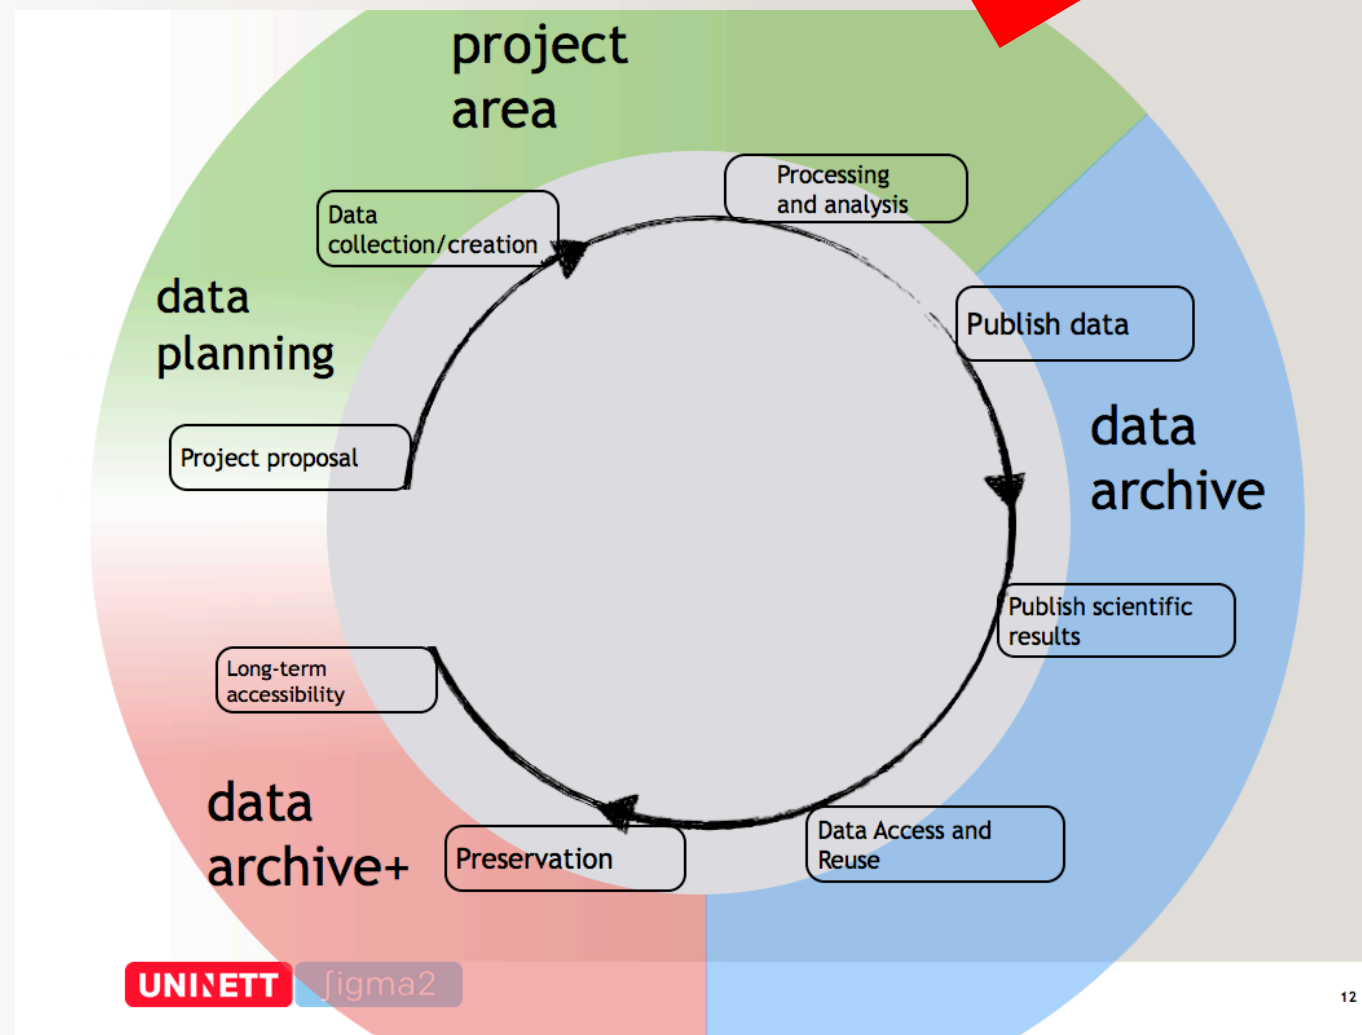 project
area
Processing
and analysis
Data
collection/creation
data
planning
Publish data
data
archive
Project proposal
Publish scientific
results
Long-term
accessibility
data
archive+
Preservation
Data Access and
Reuse
UNINETT
sigma2
12